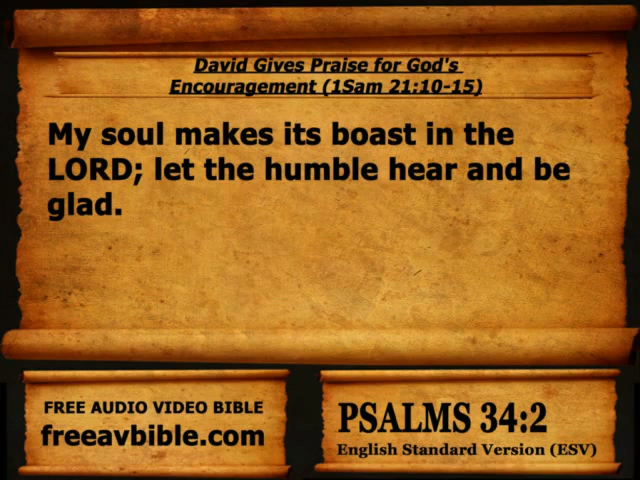 David Gives Praise for God's
Encouragement (1Sam 21:10-15)
My soul makes its boast in the
LORD; let the humble hear and be
glad.
FREE AUDIO VIDEO BIBLE
freeavbible.com
PSALMS 34:2
English Standard Version (ESV)